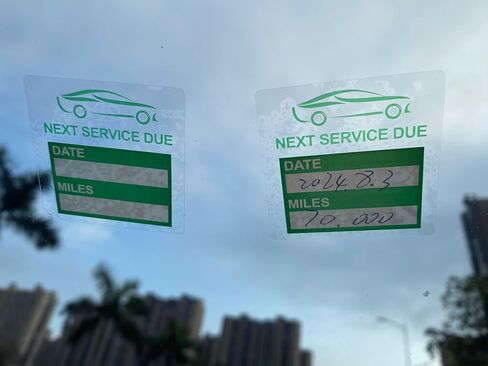 NEXT SERVICE DUE
DATE
MILES
NEXT SERVICE DUE
DATE
2024.8.3
MILES
10.000